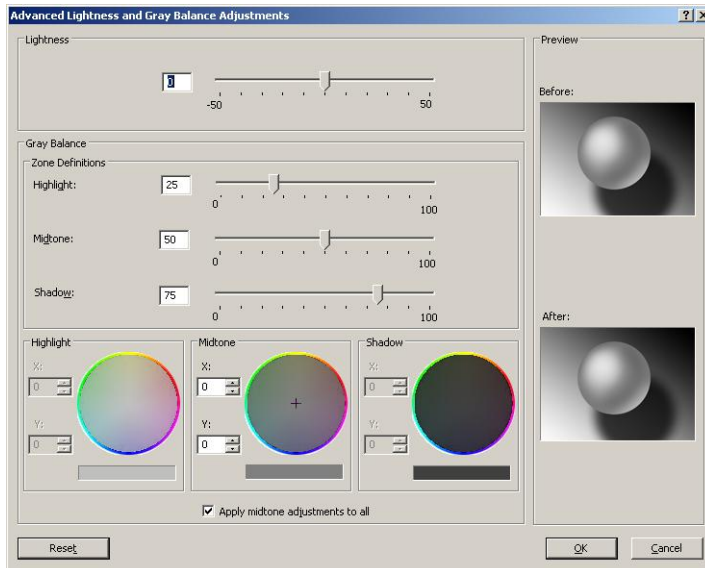 Advanced Lightness and Gray Balance Adjustments
Lightness
0
-50 50
Gray Balance
Zone Definitions
Highlight: 25
0 100
Midtone: 50
0 100
Shadow: 75
0 100
Highlight
X:
0
Y:
0
Midtone
X:
0
Y:
0
Shadow
X:
0
Y:
0
Apply midtone adjustments to all
Preview
Before:
After:
Reset OK Cancel